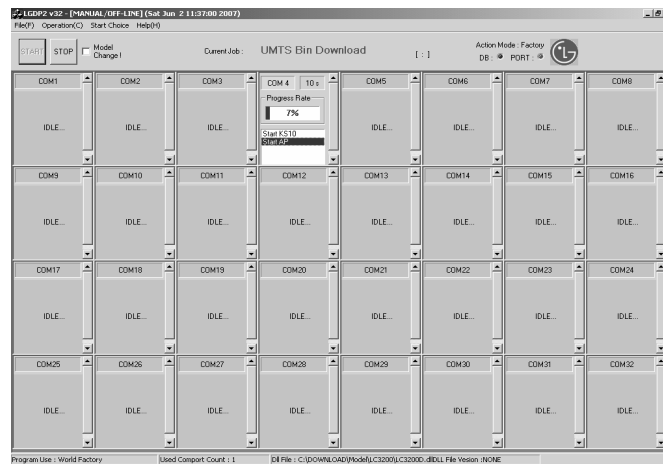 LGDP2 v32 - [MANUAL/OFF-LINE] (Sat Jun 2 11:37:00 2007)
File(F) Operation(C) Start Choice Help(H)
START STOP Model Change ! Current Job : UMTS Bin Download [ : ] Action Mode : Factory
DB : PORT :
COM1 COM2 COM3 COM 4 10 s COM5 COM6 COM7 COM8
Progress Rate
7%
IDLE... IDLE... IDLE... IDLE... IDLE... IDLE... IDLE...
Start KS10
Start AP
COM9 COM10 COM11 COM12 COM13 COM14 COM15 COM16
IDLE... IDLE... IDLE... IDLE... IDLE... IDLE... IDLE... IDLE...
COM17 COM18 COM19 COM20 COM21 COM22 COM23 COM24
IDLE... IDLE... IDLE... IDLE... IDLE... IDLE... IDLE... IDLE...
COM25 COM26 COM27 COM28 COM29 COM30 COM31 COM32
IDLE... IDLE... IDLE... IDLE... IDLE... IDLE... IDLE... IDLE...
Program Use : World Factory Used Comport Count : 1 Dll File : C:\DOWNLOAD\Model\LC3200\LC3200D.dllDLL File Vesion :NONE